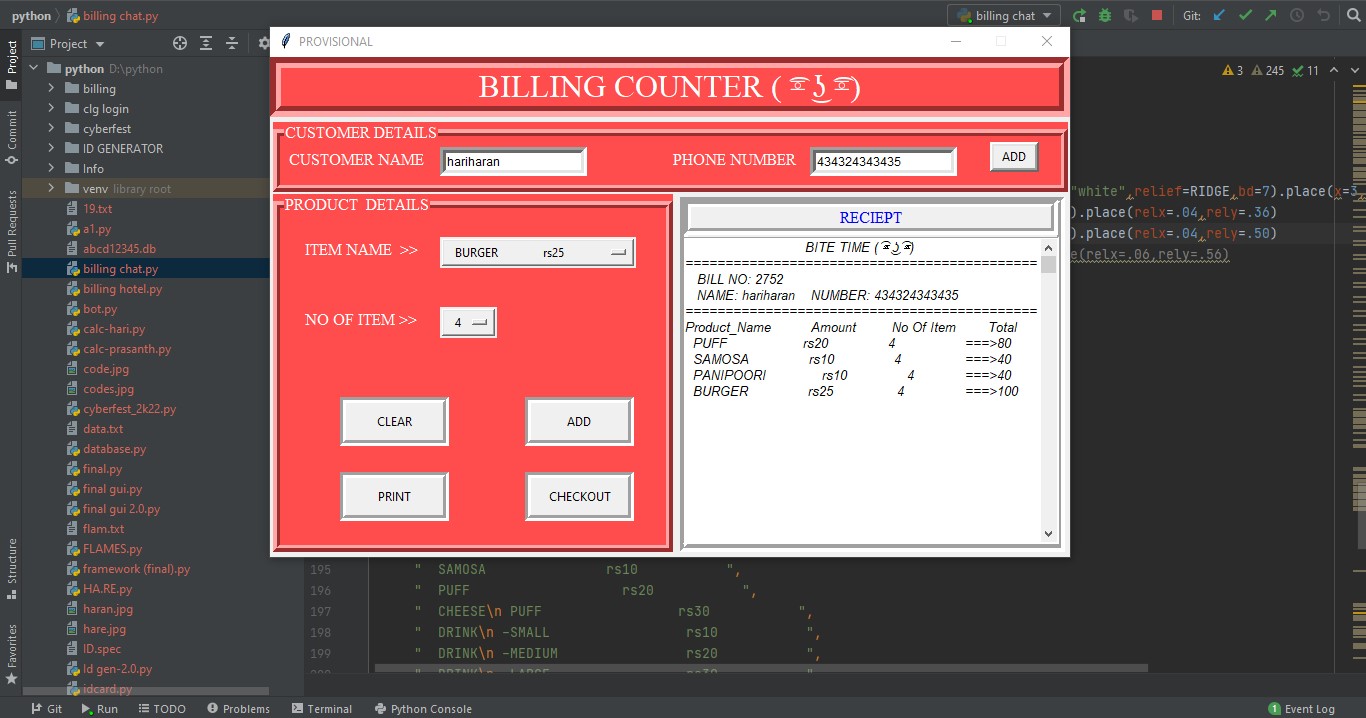 python 〉 billing chat.py
billing chat
Git:
Project
Project
python D:\python
billing
clg login
cyberfest
ID GENERATOR
Info
venv library root
19.txt
a1.py
abcd12345.db
billing chat.py
billing hotel.py
bot.py
calc-hari.py
calc-prasanth.py
code.jpg
codes.jpg
cyberfest_2k22.py
data.txt
database.py
final.py
final gui.py
final gui 2.0.py
flam.txt
FLAMES.py
framework (final).py
HA.RE.py
haran.jpg
hare.jpg
ID.spec
Id gen-2.0.py
idcard.py
Commit
Pull Requests
Structure
Favorites
PROVISIONAL
BILLING COUNTER ( ͡° ͜ʖ ͡°)
CUSTOMER DETAILS
CUSTOMER NAME hariharan PHONE NUMBER 434324343435 ADD
PRODUCT DETAILS
ITEM NAME >> BURGER rs25
NO OF ITEM >> 4
CLEAR ADD
PRINT CHECKOUT
RECIEPT
BITE TIME ( ͡° ͜ʖ ͡°)
===========================================
BILL NO: 2752
NAME: hariharan NUMBER: 434324343435
===========================================
Product_Name Amount No Of Item Total
PUFF rs20 4 ===>80
SAMOSA rs10 4 ===>40
PANIPOORI rs10 4 ===>40
BURGER rs25 4 ===>100
3 245 11
"white",relief=RIDGE,bd=7).place(x=3,
).place(relx=.04,rely=.36)
).place(relx=.04,rely=.50)
e(relx=.06,rely=.56)
195 " SAMOSA rs10 ",
196 " PUFF rs20 ",
197 " CHEESE\n PUFF rs30 ",
198 " DRINK\n -SMALL rs10 ",
199 " DRINK\n -MEDIUM rs20 ",
Git Run TODO Problems Terminal Python Console 1 Event Log